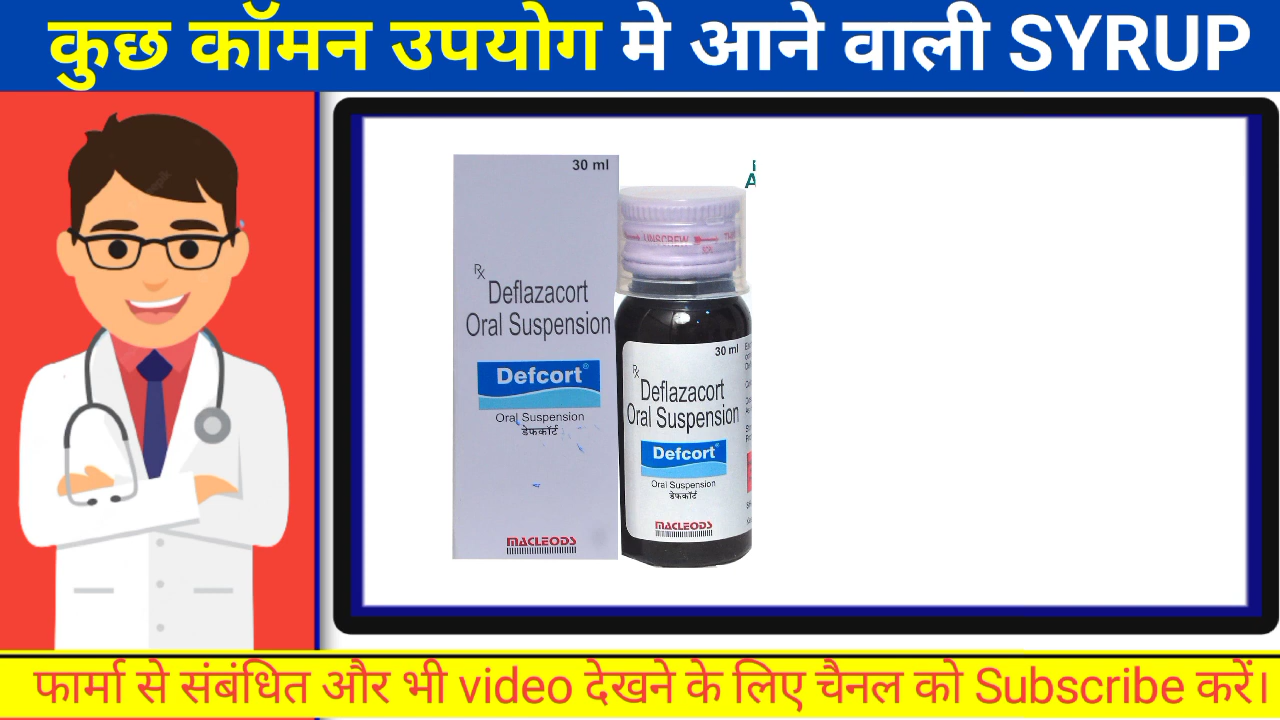 कुछ कॉमन उपयोग मे आने वाली SYRUP
30 ml
Rx
Deflazacort
Oral Suspension
Defcort®
Oral Suspension
डेफकॉर्ट
MACLEODS
UNSCREW
30 ml
Rx
Deflazacort
Oral Suspension
Defcort®
Oral Suspension
डेफकॉर्ट
MACLEODS
फार्मा से संबंधित और भी video देखने के लिए चैनल को Subscribe करें।